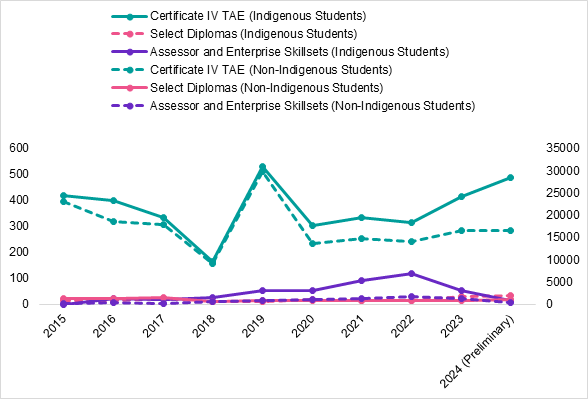 Certificate IV TAE (Indigenous Students)
Select Diplomas (Indigenous Students)
Assessor and Enterprise Skillsets (Indigenous Students)
Certificate IV TAE (Non-Indigenous Students)
Select Diplomas (Non-Indigenous Students)
Assessor and Enterprise Skillsets (Non-Indigenous Students)
600 35000
500 30000
400 25000
300 20000
200 15000
100 10000
0 5000
0
2015 2016 2017 2018 2019 2020 2021 2022 2023 2024 (Preliminary)